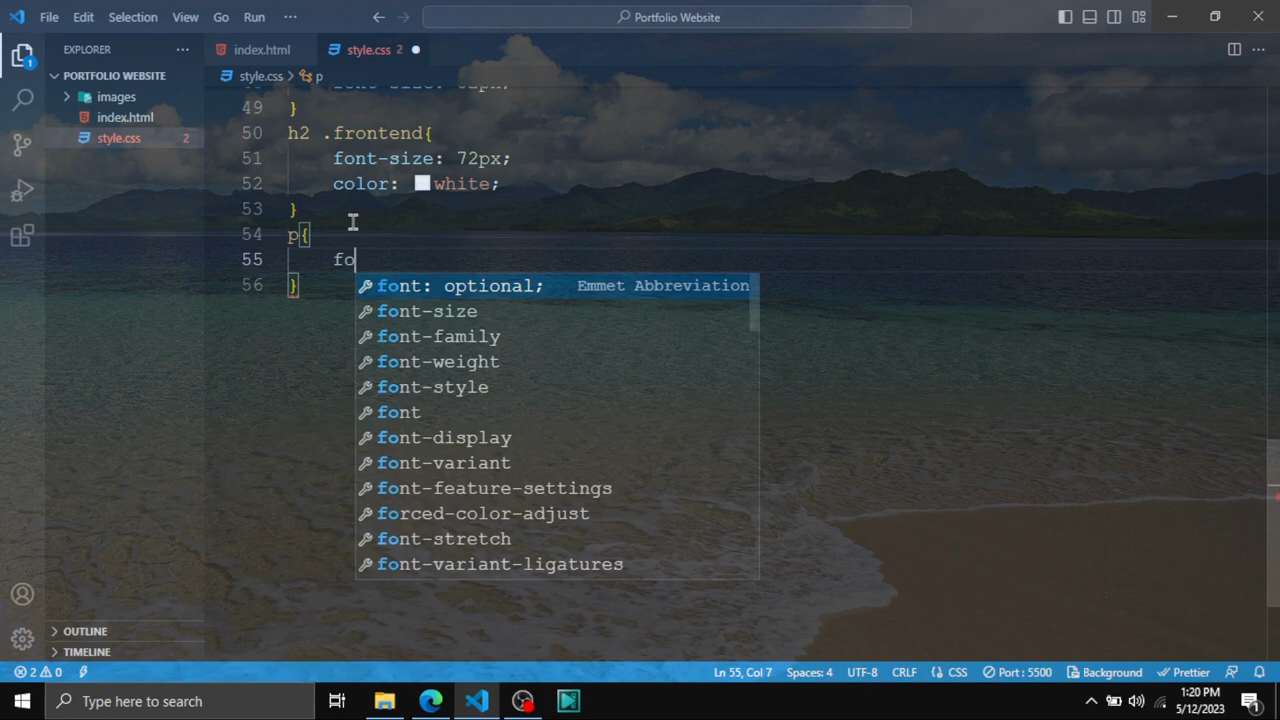 File Edit Selection View Go Run ··· Portfolio Website
EXPLORER ··· index.html style.css 2
PORTFOLIO WEBSITE
images
index.html
style.css 2
style.css > p
49 }
50 h2 .frontend{
51 font-size: 72px;
52 color: white;
53 }
54 p{
55 fo
56 }
font: optional; Emmet Abbreviation
font-size
font-family
font-weight
font-style
font
font-display
font-variant
font-feature-settings
forced-color-adjust
font-stretch
font-variant-ligatures
OUTLINE
TIMELINE
2 0 Ln 55, Col 7 Spaces: 4 UTF-8 CRLF {} CSS Port : 5500 Background Prettier
Type here to search
1:20 PM
5/12/2023
1
1